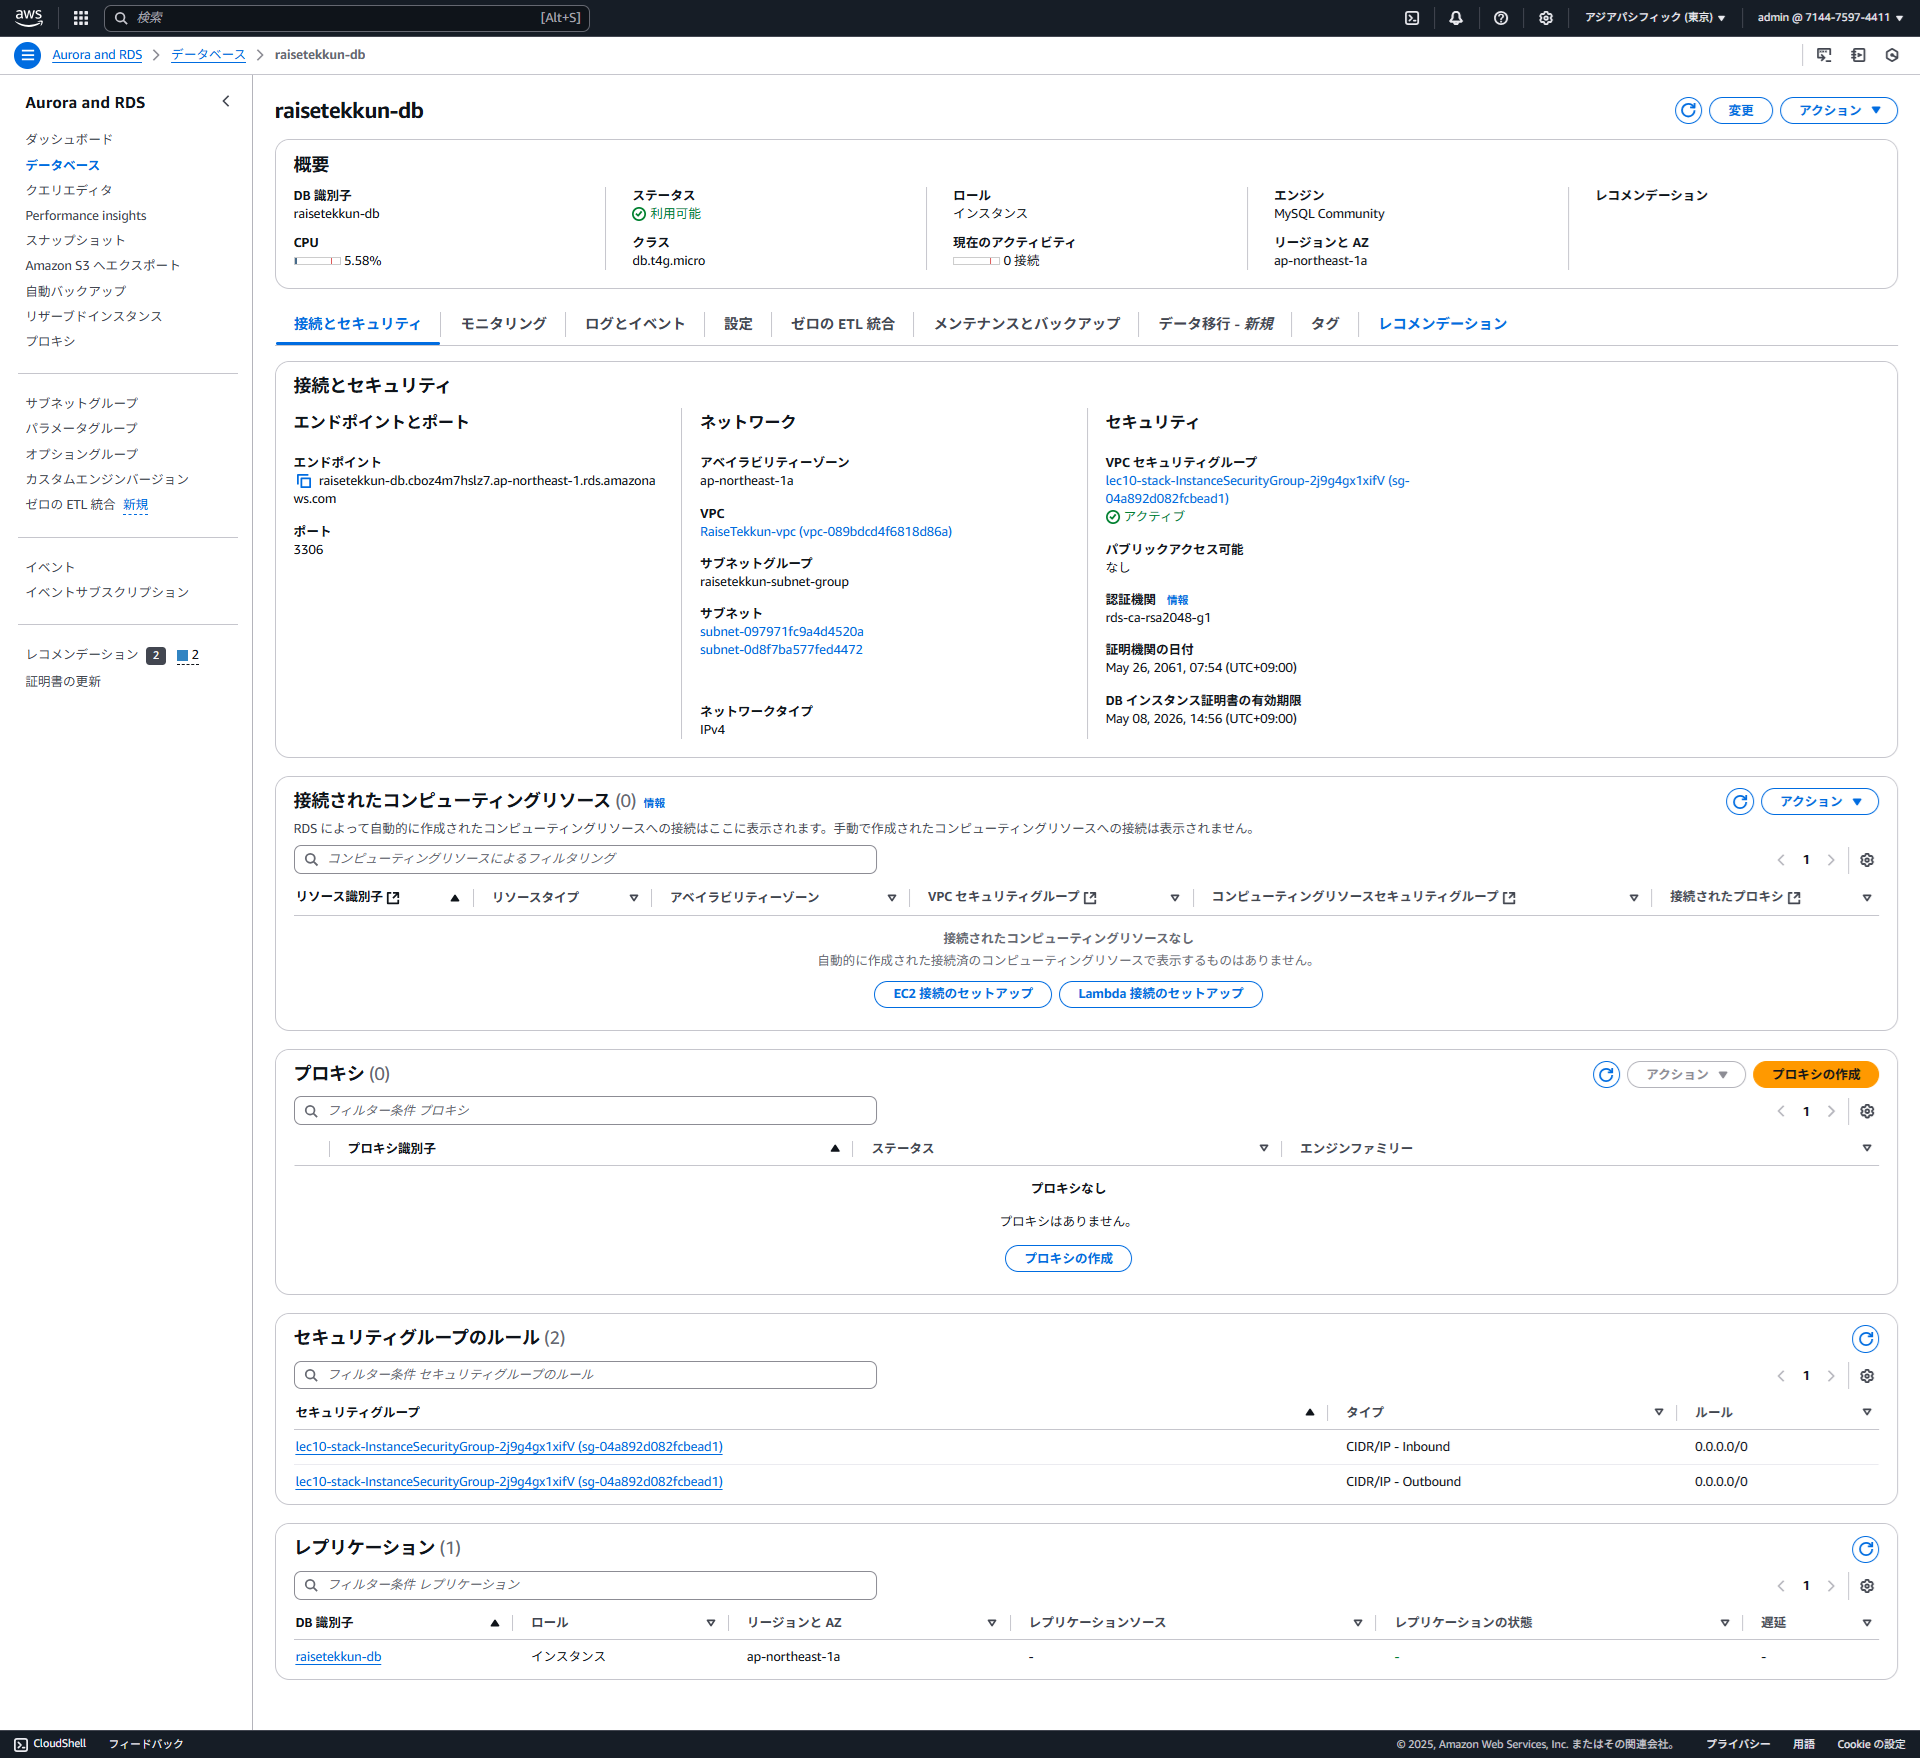 aws
検索
[Alt+S]
アジアパシフィック (東京) ▼
admin @ 7144-7597-4411 ▼
Aurora and RDS > データベース > raisetekkun-db
Aurora and RDS
ダッシュボード
データベース
クエリエディタ
Performance insights
スナップショット
Amazon S3 へエクスポート
自動バックアップ
リザーブドインスタンス
プロキシ
サブネットグループ
パラメータグループ
オプショングループ
カスタムエンジンバージョン
ゼロの ETL 統合 新規
イベント
イベントサブスクリプション
レコメンデーション 2 2
証明書の更新
raisetekkun-db
変更
アクション ▼
概要
DB 識別子
raisetekkun-db
CPU
5.58%
ステータス
利用可能
クラス
db.t4g.micro
ロール
インスタンス
現在のアクティビティ
0 接続
エンジン
MySQL Community
リージョンと AZ
ap-northeast-1a
レコメンデーション
接続とセキュリティ
モニタリング
ログとイベント
設定
ゼロの ETL 統合
メンテナンスとバックアップ
データ移行 - 新規
タグ
レコメンデーション
接続とセキュリティ
エンドポイントとポート
エンドポイント
raisetekkun-db.cboz4m7hslz7.ap-northeast-1.rds.amazona
ws.com
ポート
3306
ネットワーク
アベイラビリティーゾーン
ap-northeast-1a
VPC
RaiseTekkun-vpc (vpc-089bdcd4f6818d86a)
サブネットグループ
raisetekkun-subnet-group
サブネット
subnet-097971fc9a4d4520a
subnet-0d8f7ba577fed4472
ネットワークタイプ
IPv4
セキュリティ
VPC セキュリティグループ
lec10-stack-InstanceSecurityGroup-2j9g4gx1xifV (sg-
04a892d082fcbead1)
アクティブ
パブリックアクセス可能
なし
認証機関 情報
rds-ca-rsa2048-g1
証明機関の日付
May 26, 2061, 07:54 (UTC+09:00)
DB インスタンス証明書の有効期限
May 08, 2026, 14:56 (UTC+09:00)
接続されたコンピューティングリソース (0) 情報
アクション ▼
RDS によって自動的に作成されたコンピューティングリソースへの接続はここに表示されます。手動で作成されたコンピューティングリソースへの接続は表示されません。
コンピューティングリソースによるフィルタリング
1
リソース識別子
リソースタイプ
アベイラビリティーゾーン
VPC セキュリティグループ
コンピューティングリソースセキュリティグループ
接続されたプロキシ
接続されたコンピューティングリソースなし
自動的に作成された接続済のコンピューティングリソースで表示するものはありません。
EC2 接続のセットアップ
Lambda 接続のセットアップ
プロキシ (0)
アクション ▼
プロキシの作成
フィルター条件 プロキシ
1
プロキシ識別子
ステータス
エンジンファミリー
プロキシなし
プロキシはありません。
プロキシの作成
セキュリティグループのルール (2)
フィルター条件 セキュリティグループのルール
1
セキュリティグループ
タイプ
ルール
lec10-stack-InstanceSecurityGroup-2j9g4gx1xifV (sg-04a892d082fcbead1)
CIDR/IP - Inbound
0.0.0.0/0
lec10-stack-InstanceSecurityGroup-2j9g4gx1xifV (sg-04a892d082fcbead1)
CIDR/IP - Outbound
0.0.0.0/0
レプリケーション (1)
フィルター条件 レプリケーション
1
DB 識別子
ロール
リージョンと AZ
レプリケーションソース
レプリケーションの状態
遅延
raisetekkun-db
インスタンス
ap-northeast-1a
-
-
-
CloudShell
フィードバック
© 2025, Amazon Web Services, Inc. またはその関連会社。
プライバシー
用語
Cookie の設定